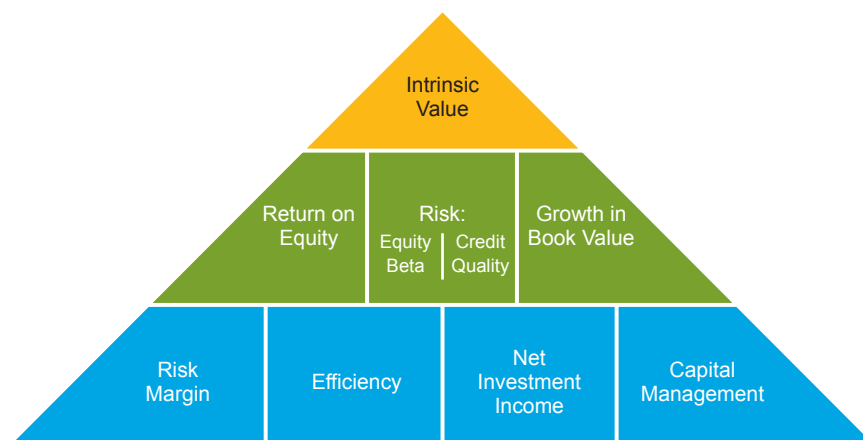 Intrinsic
Value
Return on
Equity
Risk:
Equity
Beta
Credit
Quality
Growth in
Book Value
Risk
Margin
Efficiency
Net
Investment
Income
Capital
Management